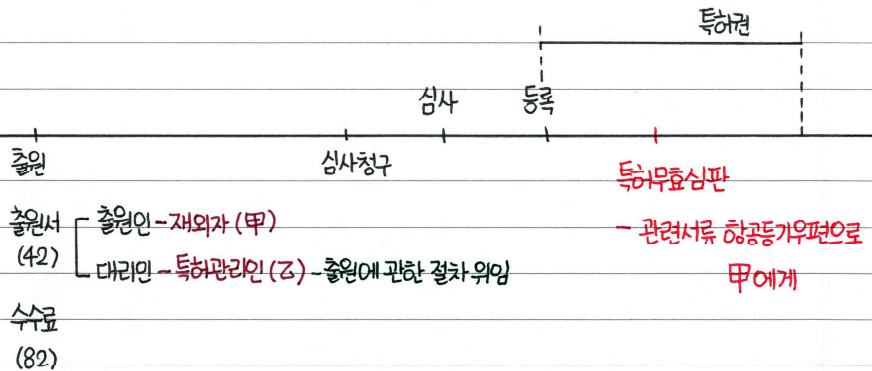 특허권
심사 등록
출원 심사청구 특허무효심판
출원서 출원인 - 재외자 (甲) - 관련서류 항공등기우편으로
(42) 대리인 - 특허관리인 (乙) - 출원에 관한 절차 위임 甲에게
수수료
(82)